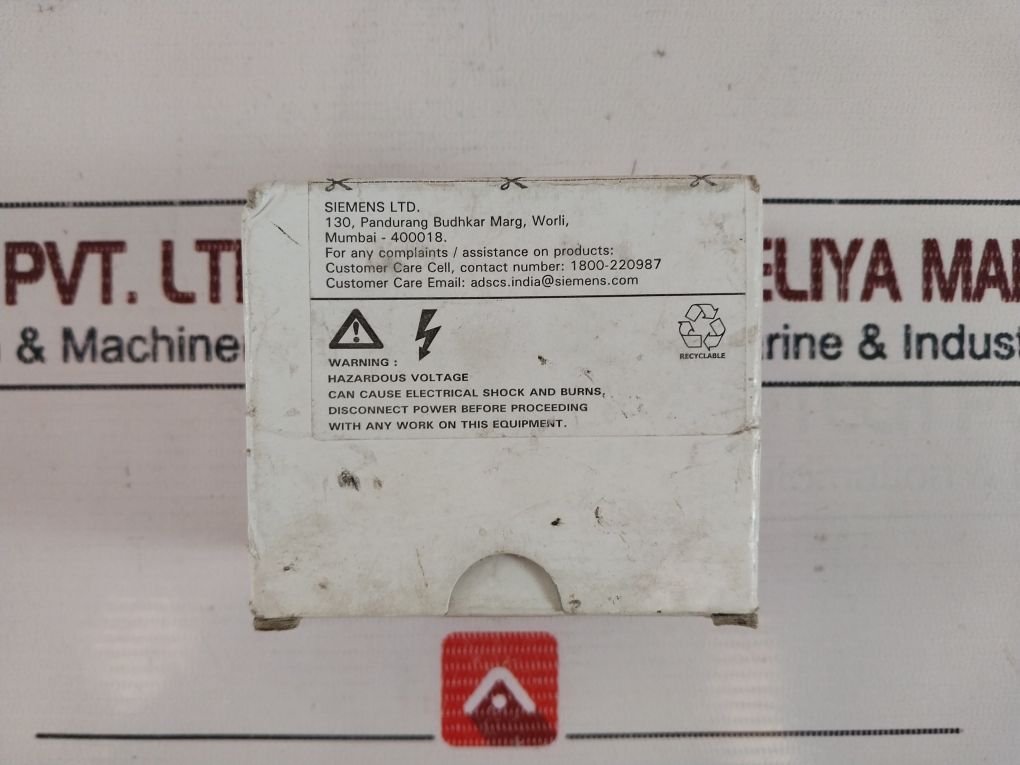 SIEMENS LTD.
130, Pandurang Budhkar Marg, Worli,
Mumbai - 400018.
For any complaints / assistance on products:
Customer Care Cell, contact number: 1800-220987
Customer Care Email: adscs.india@siemens.com
WARNING :
HAZARDOUS VOLTAGE
CAN CAUSE ELECTRICAL SHOCK AND BURNS,
DISCONNECT POWER BEFORE PROCEEDING
WITH ANY WORK ON THIS EQUIPMENT.
RECYCLABLE
PVT. LT
& Machine
ELIYA MA
rine & Indust